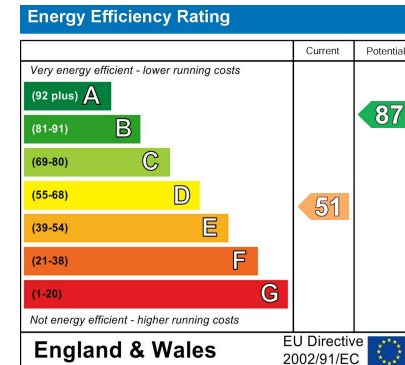 Energy Efficiency Rating
Current Potential
Very energy efficient - lower running costs
(92 plus) A
(81-91) B
87
(69-80) C
(55-68) D
51
(39-54) E
(21-38) F
(1-20) G
Not energy efficient - higher running costs
England & Wales
EU Directive
2002/91/EC